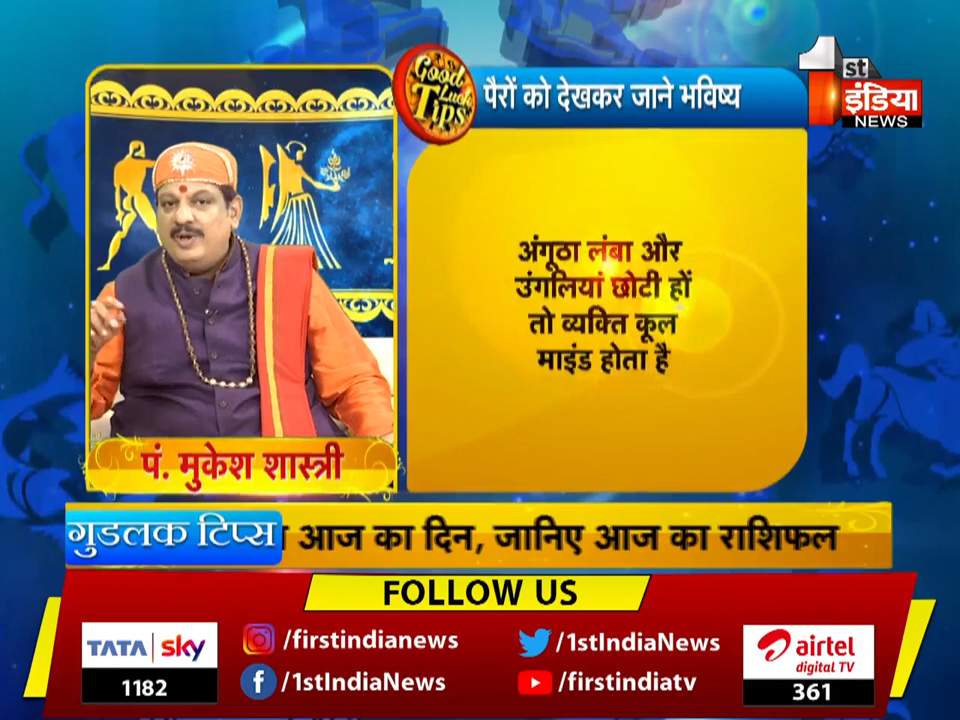 Good
Luck
Tips
पैरों को देखकर जाने भविष्य
1st
इंडिया
NEWS
अंगूठा लंबा और
उंगलियां छोटी हों
तो व्यक्ति कूल
माइंड होता है
पं. मुकेश शास्त्री
गुडलक टिप्स
आज का दिन, जानिए आज का राशिफल
FOLLOW US
TATA sky
1182
/firstindianews
/1stIndiaNews
/1stIndiaNews
/firstindiatv
airtel
digital TV
361